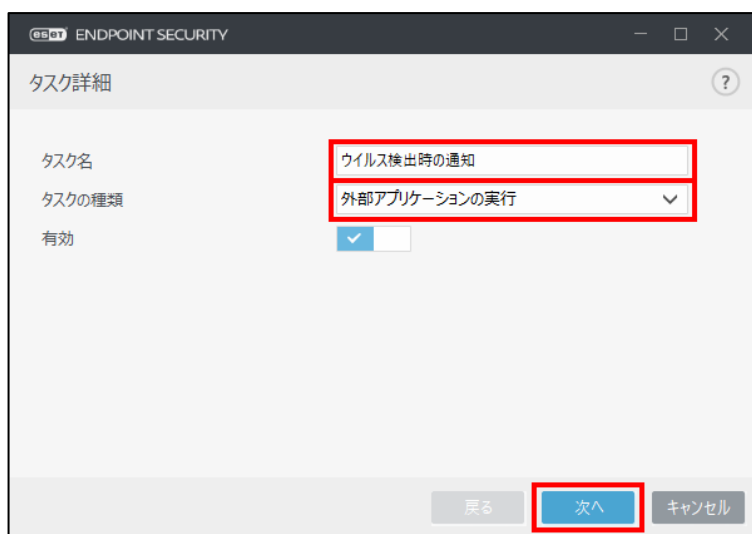 eset ENDPOINT SECURITY
タスク詳細
?
タスク名 ウイルス検出時の通知
タスクの種類 外部アプリケーションの実行
有効
戻る 次へ キャンセル